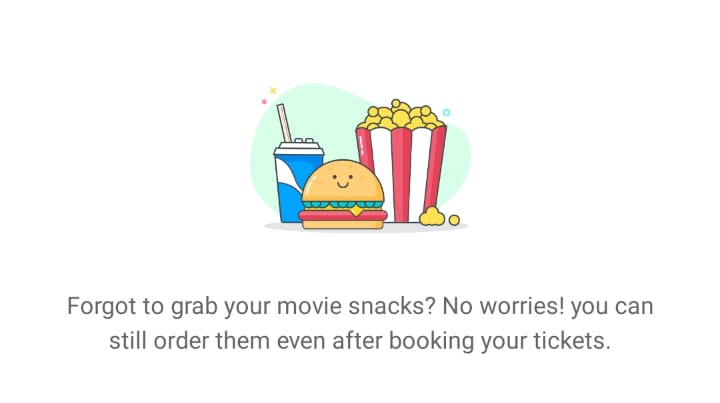 Forgot to grab your movie snacks? No worries! you can
still order them even after booking your tickets.